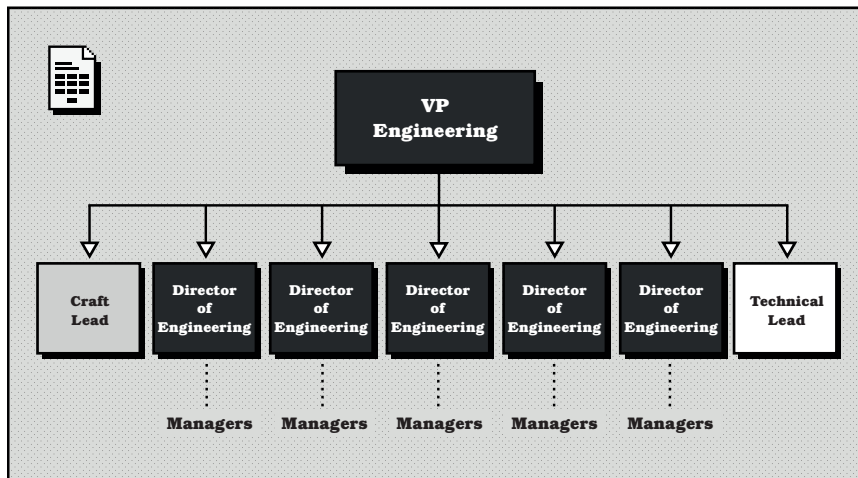 VP
Engineering
Craft
Lead
Director
of
Engineering
Director
of
Engineering
Director
of
Engineering
Director
of
Engineering
Director
of
Engineering
Technical
Lead
Managers
Managers
Managers
Managers
Managers